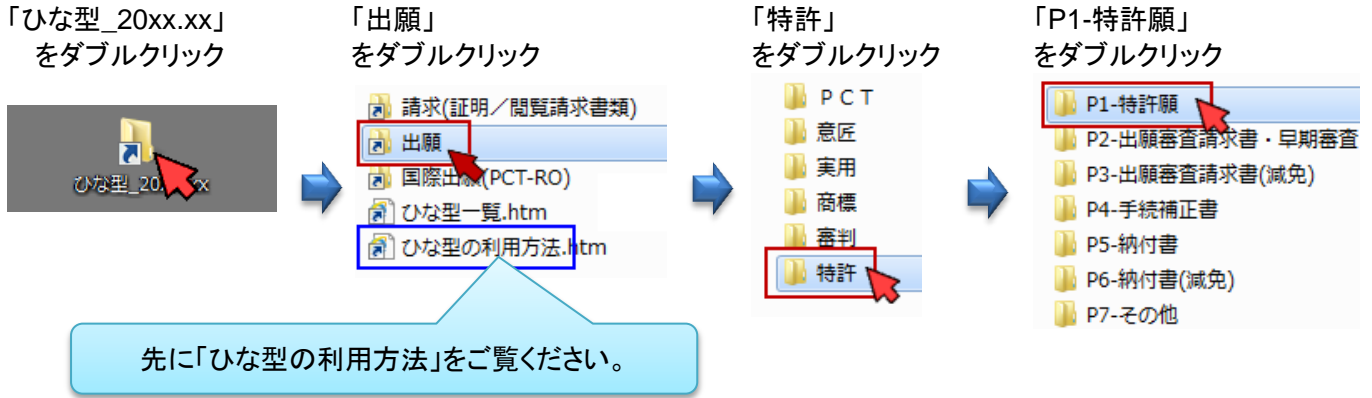 「ひな型_20xx.xx」
をダブルクリック
ひな型_20 xx
「出願」
をダブルクリック
請求(証明／閲覧請求書類)
出願
国際出願(PCT-RO)
ひな型一覧.htm
ひな型の利用方法.htm
先に「ひな型の利用方法」をご覧ください。
「特許」
をダブルクリック
ＰＣＴ
意匠
実用
商標
審判
特許
「P1-特許願」
をダブルクリック
P1-特許願
P2-出願審査請求書・早期審査
P3-出願審査請求書(減免)
P4-手続補正書
P5-納付書
P6-納付書(減免)
P7-その他